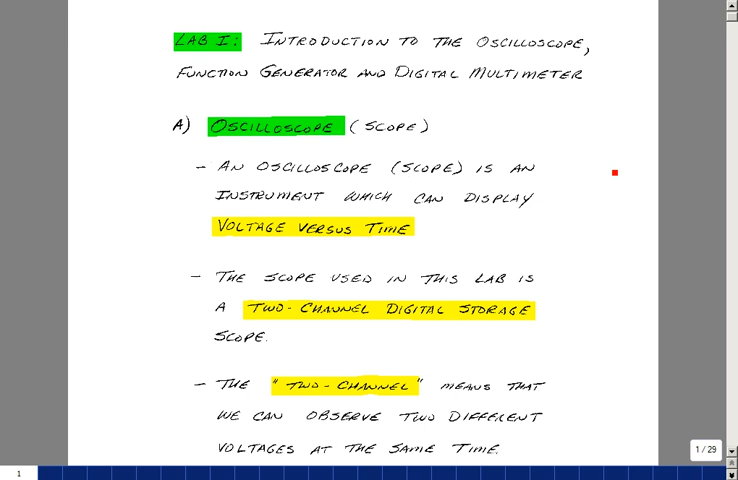 LAB I: INTRODUCTION TO THE OSCILLOSCOPE,
FUNCTION GENERATOR AND DIGITAL MULTIMETER
A) OSCILLOSCOPE (SCOPE)
- AN OSCILLOSCOPE (SCOPE) IS AN
INSTRUMENT WHICH CAN DISPLAY
VOLTAGE VERSUS TIME
- THE SCOPE USED IN THIS LAB IS
A TWO-CHANNEL DIGITAL STORAGE
SCOPE.
- THE "TWO-CHANNEL" MEANS THAT
WE CAN OBSERVE TWO DIFFERENT
VOLTAGES AT THE SAME TIME.
1 / 29
1